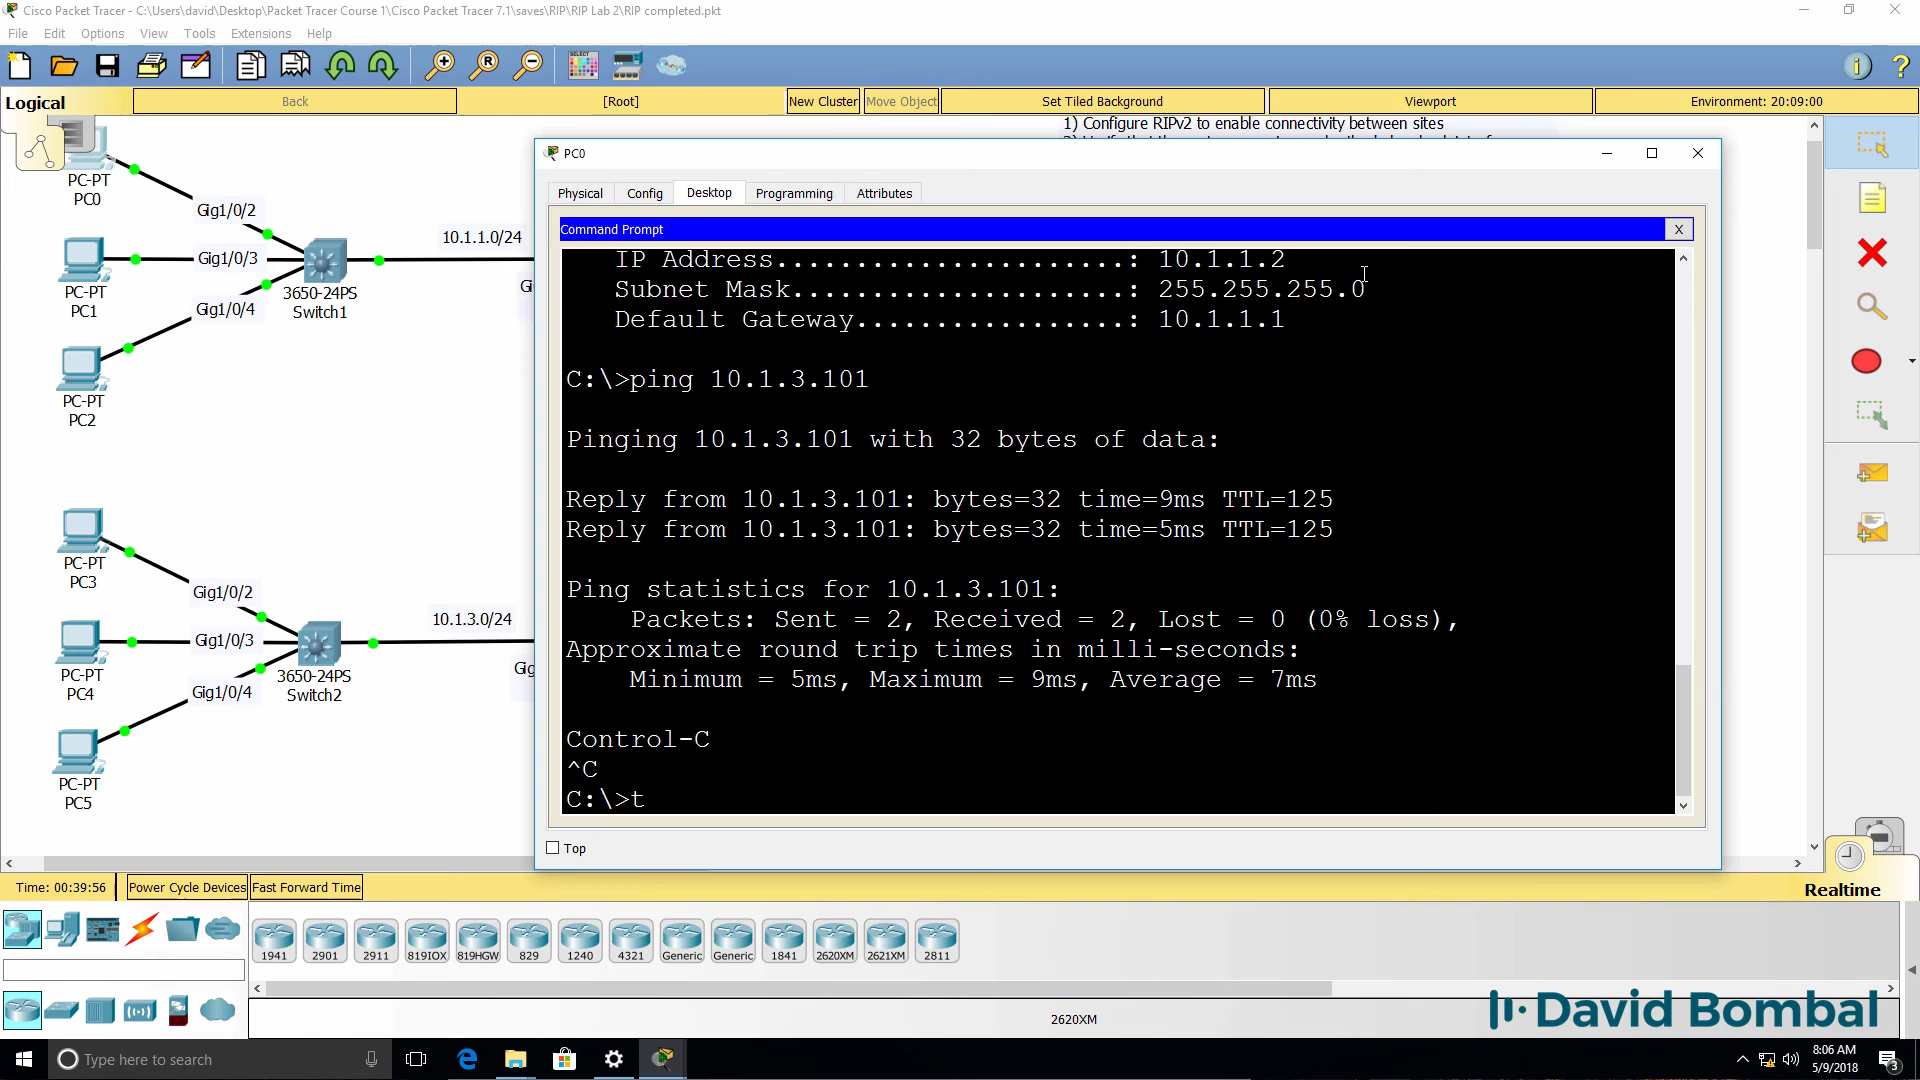 Cisco Packet Tracer - C:\Users\david\Desktop\Packet Tracer Course 1\Cisco Packet Tracer 7.1\saves\RIP\RIP Lab 2\RIP completed.pkt
File Edit Options View Tools Extensions Help
Logical
Back
[Root]
New Cluster
Move Object
Set Tiled Background
Viewport
Environment: 20:09:00
1) Configure RIPv2 to enable connectivity between sites
PC-PT
PC0
Gig1/0/2
PC-PT
PC1
Gig1/0/3
PC-PT
PC2
Gig1/0/4
3650-24PS
Switch1
10.1.1.0/24
PC-PT
PC3
Gig1/0/2
PC-PT
PC4
Gig1/0/3
PC-PT
PC5
Gig1/0/4
3650-24PS
Switch2
10.1.3.0/24
PC0
Physical Config Desktop Programming Attributes
Command Prompt
X
IP Address......................: 10.1.1.2
Subnet Mask.....................: 255.255.255.0
Default Gateway.................: 10.1.1.1
C:\>ping 10.1.3.101
Pinging 10.1.3.101 with 32 bytes of data:
Reply from 10.1.3.101: bytes=32 time=9ms TTL=125
Reply from 10.1.3.101: bytes=32 time=5ms TTL=125
Ping statistics for 10.1.3.101:
Packets: Sent = 2, Received = 2, Lost = 0 (0% loss),
Approximate round trip times in milli-seconds:
Minimum = 5ms, Maximum = 9ms, Average = 7ms
Control-C
^C
C:\>t
Top
Time: 00:39:56
Power Cycle Devices
Fast Forward Time
Realtime
1941 2901 2911 819IOX 819HGW 829 1240 4321 Generic Generic 1841 2620XM 2621XM 2811
2620XM
David Bombal
Type here to search
8:06 AM
5/9/2018
3